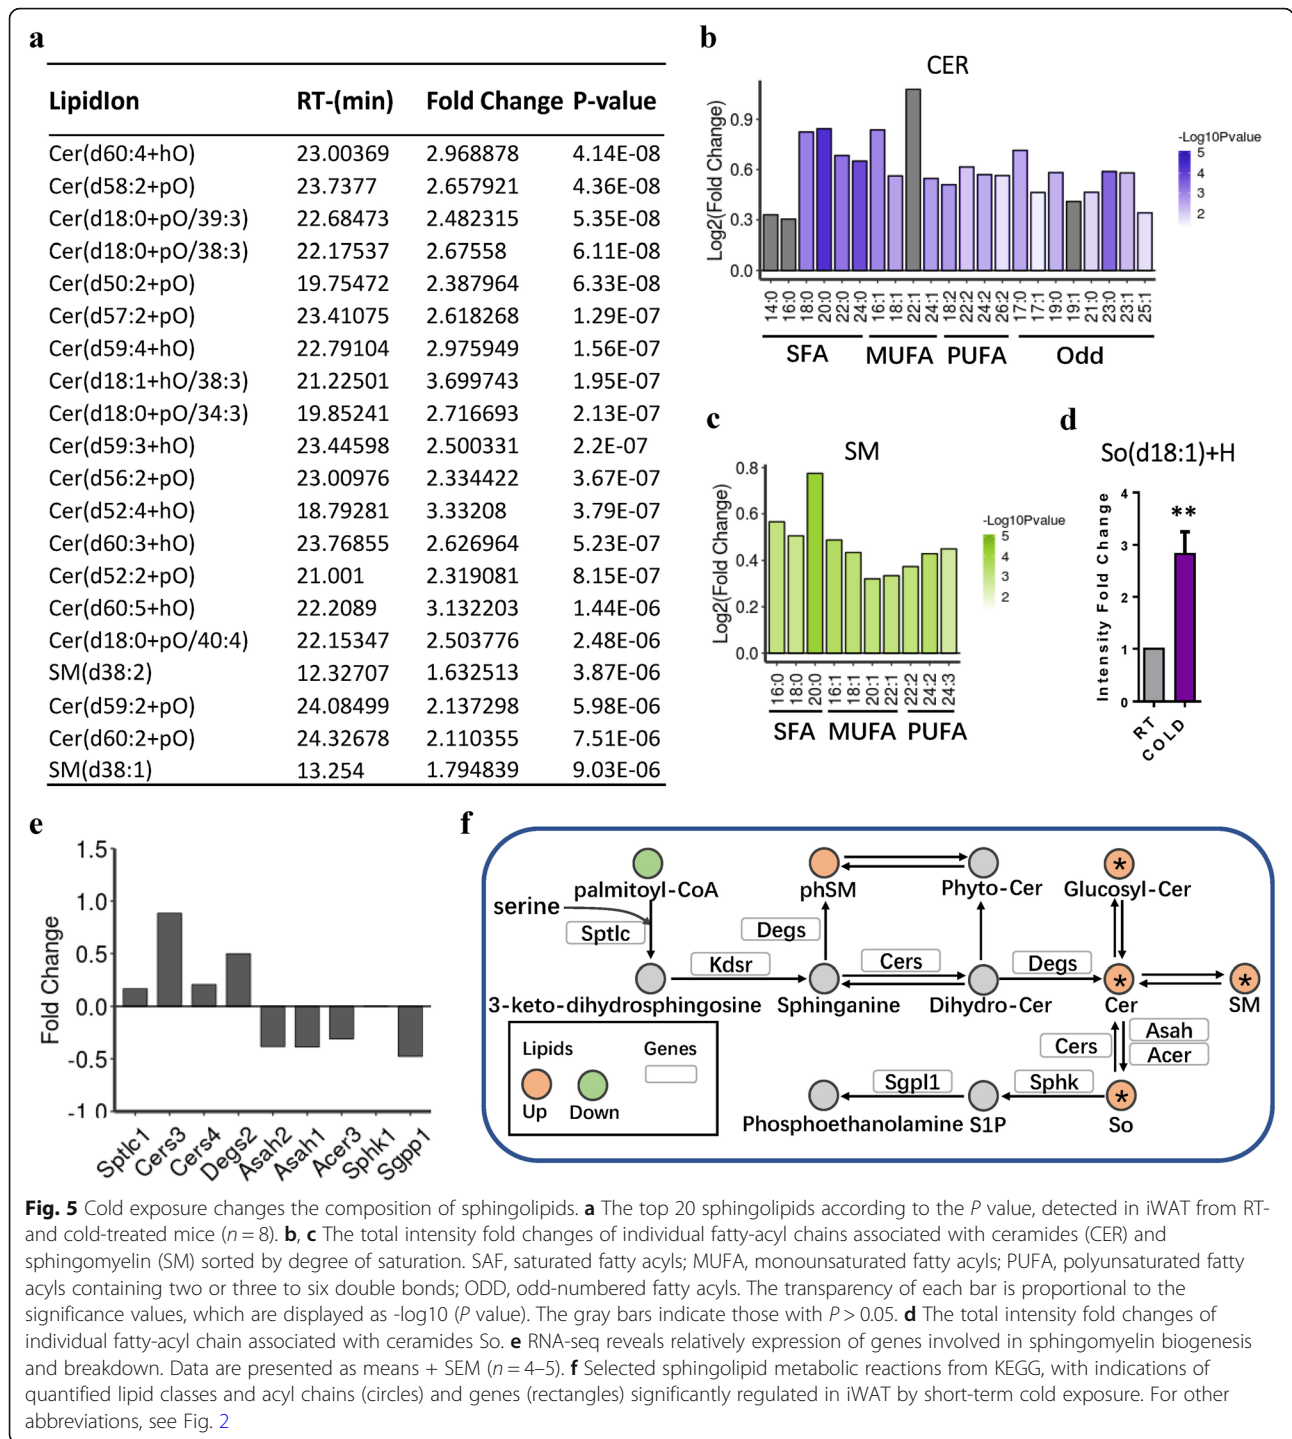 a
LipidIon RT-(min) Fold Change P-value
Cer(d60:4+hO) 23.00369 2.968878 4.14E-08
Cer(d58:2+pO) 23.7377 2.657921 4.36E-08
Cer(d18:0+pO/39:3) 22.68473 2.482315 5.35E-08
Cer(d18:0+pO/38:3) 22.17537 2.67558 6.11E-08
Cer(d50:2+pO) 19.75472 2.387964 6.33E-08
Cer(d57:2+pO) 23.41075 2.618268 1.29E-07
Cer(d59:4+hO) 22.79104 2.975949 1.56E-07
Cer(d18:1+hO/38:3) 21.22501 3.699743 1.95E-07
Cer(d18:0+pO/34:3) 19.85241 2.716693 2.13E-07
Cer(d59:3+hO) 23.44598 2.500331 2.2E-07
Cer(d56:2+pO) 23.00976 2.334422 3.67E-07
Cer(d52:4+hO) 18.79281 3.33208 3.79E-07
Cer(d60:3+hO) 23.76855 2.626964 5.23E-07
Cer(d52:2+pO) 21.001 2.319081 8.15E-07
Cer(d60:5+hO) 22.2089 3.132203 1.44E-06
Cer(d18:0+pO/40:4) 22.15347 2.503776 2.48E-06
SM(d38:2) 12.32707 1.632513 3.87E-06
Cer(d59:2+pO) 24.08499 2.137298 5.98E-06
Cer(d60:2+pO) 24.32678 2.110355 7.51E-06
SM(d38:1) 13.254 1.794839 9.03E-06
b
CER
Log2(Fold Change)
0.9
0.6
0.3
0.0
14:0 16:0 18:0 20:0 22:0 24:0 16:1 18:1 22:1 24:1 18:2 22:2 24:2 26:2 17:0 17:1 19:0 19:1 21:0 23:0 23:1 25:1
SFA MUFA PUFA Odd
-Log10Pvalue
5
4
3
2
c
SM
Log2(Fold Change)
0.8
0.6
0.4
0.2
0.0
16:0 18:0 20:0 16:1 18:1 20:1 22:1 22:2 24:2 24:3
SFA MUFA PUFA
-Log10Pvalue
5
4
3
2
d
So(d18:1)+H
Intensity Fold Change
4
3
2
1
0
**
RT COLD
e
Fold Change
1.5
1.0
0.5
0.0
-0.5
-1 0
Sptlc1 Cers3 Cers4 Degs2 Asah2 Asah1 Acer3 Sphk1 Sgpp1
f
palmitoyl-CoA phSM Phyto-Cer Glucosyl-Cer
*
serine
Sptlc Degs
Kdsr Cers Degs
* *
3-keto-dihydrosphingosine Sphinganine Dihydro-Cer Cer SM
Lipids Genes
Up Down
Cers Asah
Acer
Sgpl1 Sphk
*
Phosphoethanolamine S1P So
Fig. 5 Cold exposure changes the composition of sphingolipids. a The top 20 sphingolipids according to the P value, detected in iWAT from RT-
and cold-treated mice (n = 8). b, c The total intensity fold changes of individual fatty-acyl chains associated with ceramides (CER) and
sphingomyelin (SM) sorted by degree of saturation. SAF, saturated fatty acyls; MUFA, monounsaturated fatty acyls; PUFA, polyunsaturated fatty
acyls containing two or three to six double bonds; ODD, odd-numbered fatty acyls. The transparency of each bar is proportional to the
significance values, which are displayed as -log10 (P value). The gray bars indicate those with P > 0.05. d The total intensity fold changes of
individual fatty-acyl chain associated with ceramides So. e RNA-seq reveals relatively expression of genes involved in sphingomyelin biogenesis
and breakdown. Data are presented as means + SEM (n = 4–5). f Selected sphingolipid metabolic reactions from KEGG, with indications of
quantified lipid classes and acyl chains (circles) and genes (rectangles) significantly regulated in iWAT by short-term cold exposure. For other
abbreviations, see Fig. 2